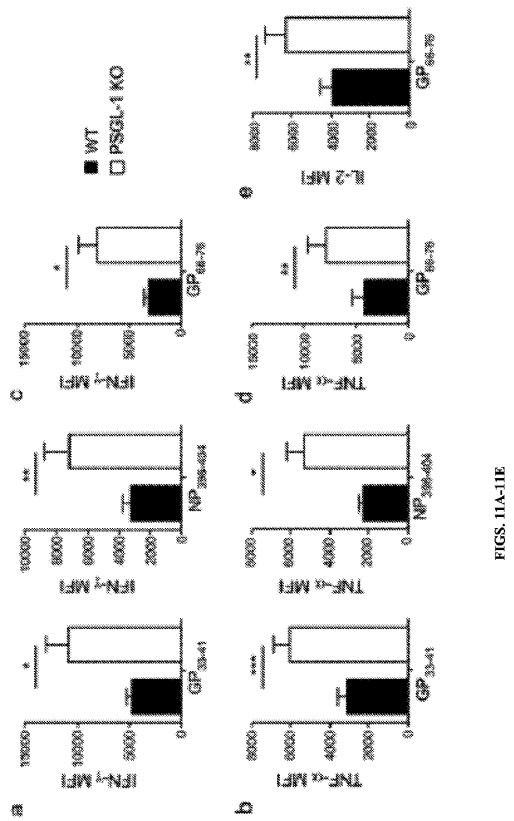 a
IFN-γ MFI
15000
10000
5000
0
*
GP33-41
IFN-γ MFI
10000
8000
6000
4000
2000
0
**
NP396-404
c
IFN-γ MFI
15000
10000
5000
0
*
GP66-76
WT
PSGL-1 KO
b
TNF-α MFI
8000
6000
4000
2000
0
***
GP33-41
TNF-α MFI
8000
6000
4000
2000
0
*
NP396-404
d
TNF-α MFI
15000
10000
5000
0
**
GP66-76
e
IL-2 MFI
8000
6000
4000
2000
0
**
GP66-76
FIGS. 11A-11E